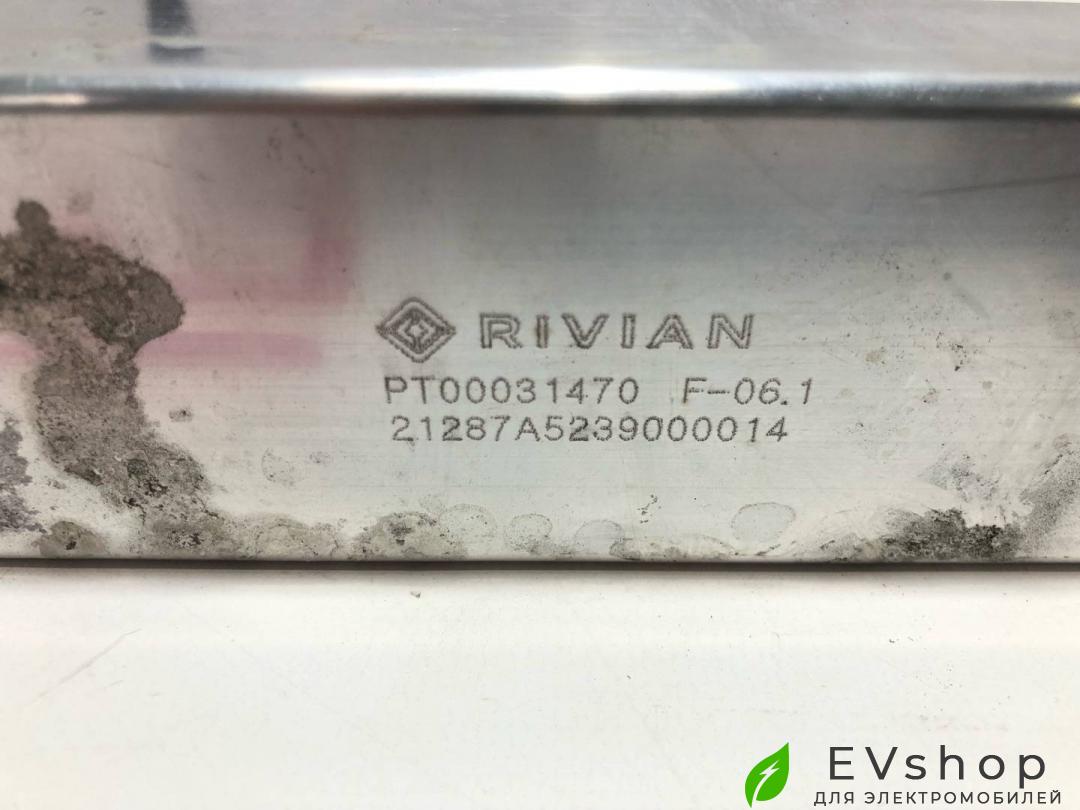 RIVIAN
PT00031470 F-06.1
21287A5239000014
EVshop
ДЛЯ ЭЛЕКТРОМОБИЛЕЙ